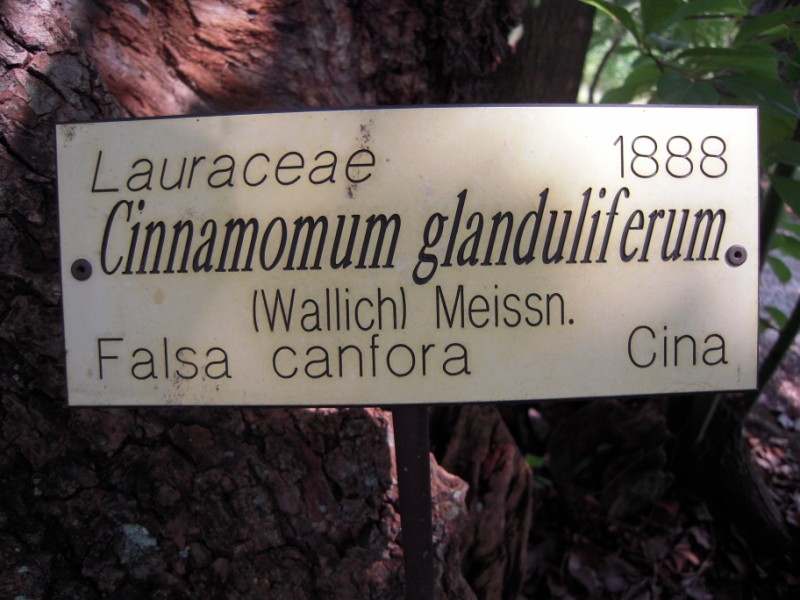 Lauraceae 1888
Cinnamomum glanduliferum
(Wallich) Meissn.
Falsa canfora Cina